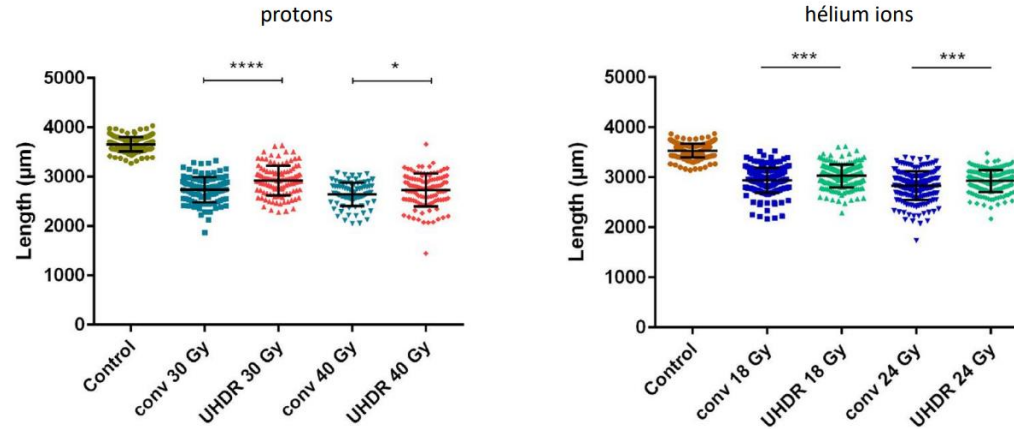 protons
****
*
5000
4000
3000
2000
1000
0
Length (µm)
Control
conv 30 Gy
UHDR 30 Gy
conv 40 Gy
UHDR 40 Gy
hélium ions
***
***
5000
4000
3000
2000
1000
0
Length (µm)
Control
conv 18 Gy
UHDR 18 Gy
conv 24 Gy
UHDR 24 Gy